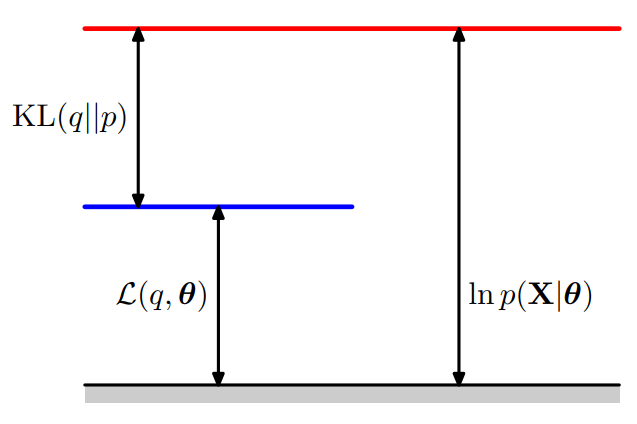 KL(q||p)
ℒ(q, θ)
ln p(X|θ)